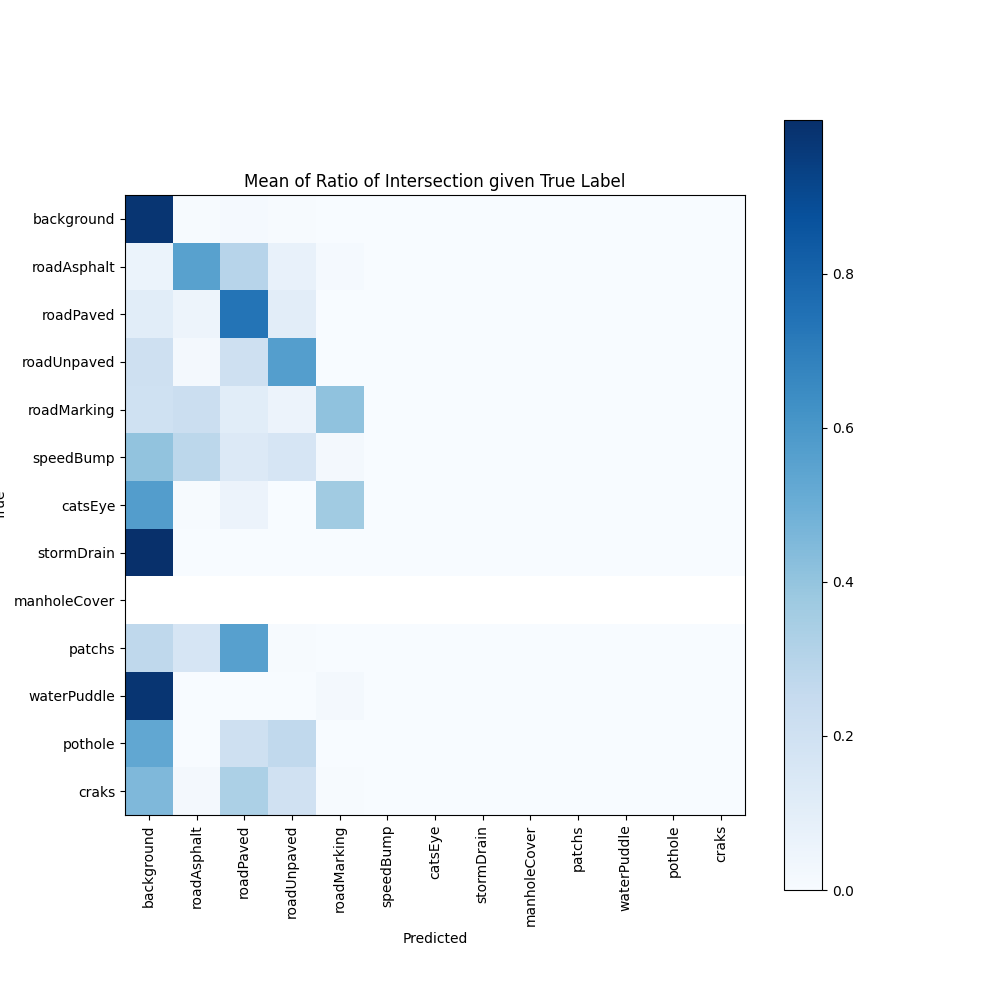 Mean of Ratio of Intersection given True Label
background
roadAsphalt
roadPaved
roadUnpaved
roadMarking
speedBump
catsEye
stormDrain
manholeCover
patchs
waterPuddle
pothole
craks
background
roadAsphalt
roadPaved
roadUnpaved
roadMarking
speedBump
catsEye
stormDrain
manholeCover
patchs
waterPuddle
pothole
craks
Predicted
0.8
0.6
0.4
0.2
0.0